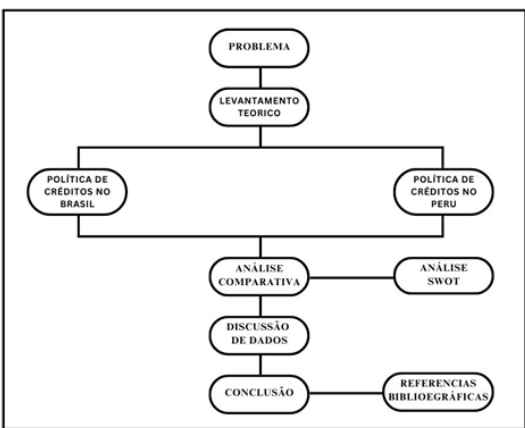 PROBLEMA
LEVANTAMENTO
TEORICO
POLÍTICA DE
CRÉDITOS NO
BRASIL
POLÍTICA DE
CRÉDITOS NO
PERU
ANÁLISE
COMPARATIVA
ANÁLISE
SWOT
DISCUSSÃO
DE DADOS
CONCLUSÃO
REFERENCIAS
BIBLIOEGRÁFICAS